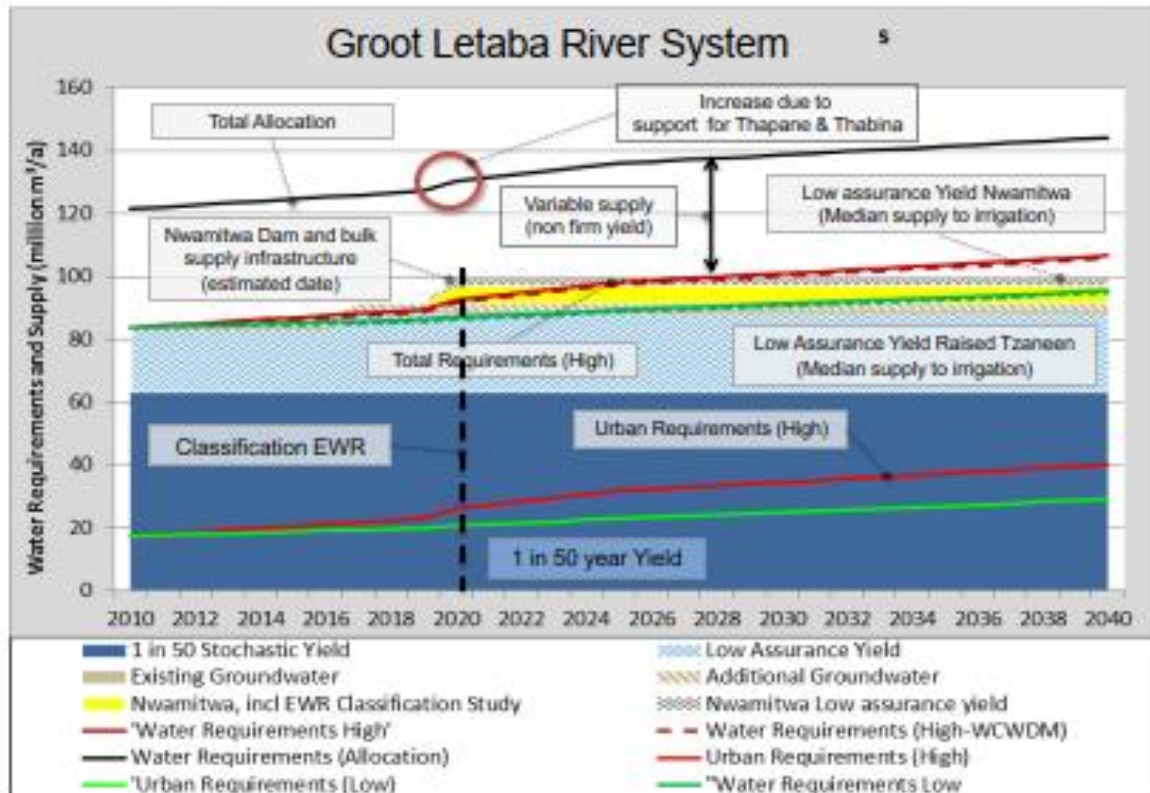 Groot Letaba River System
s
Water Requirements and Supply (million m³/a)
160
140
120
100
80
60
40
20
0
Total Allocation
Increase due to
support for Thapane & Thabina
Variable supply
(non firm yield)
Low assurance Yield Nwamitwa
(Median supply to irrigation)
Nwamitwa Dam and bulk
supply infrastructure
(estimated date)
Total Requirements (High)
Low Assurance Yield Raised Tzaneen
(Median supply to irrigation)
Classification EWR
Urban Requirements (High)
1 in 50 year Yield
2010 2012 2014 2016 2018 2020 2022 2024 2026 2028 2030 2032 2034 2036 2038 2040
1 in 50 Stochastic Yield
Low Assurance Yield
Existing Groundwater
Additional Groundwater
Nwamitwa, incl EWR Classification Study
Nwamitwa Low assurance yield
'Water Requirements High'
Water Requirements (High-WCWDM)
Water Requirements (Allocation)
Urban Requirements (High)
'Urban Requirements (Low)
"Water Requirements Low